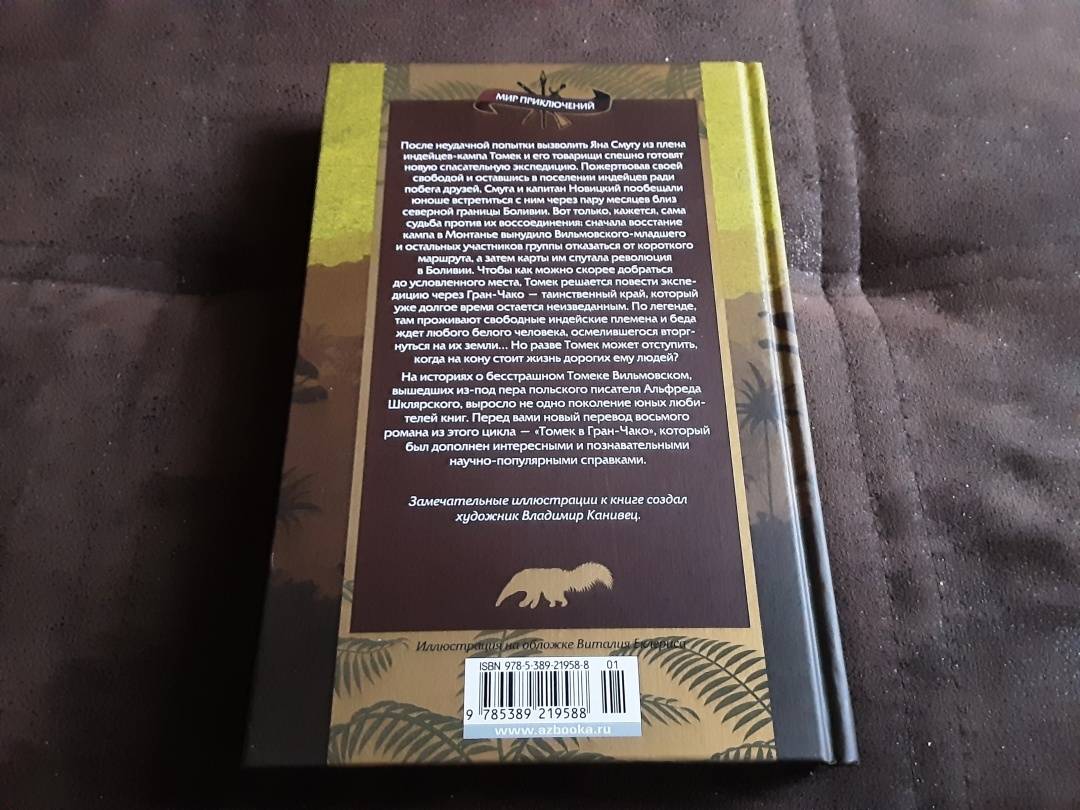 МИР ПРИКЛЮЧЕНИЙ
После неудачной попытки вызволить Яна Смугу из плена
индейцев-кампа Томек и его товарищи спешно готовят
новую спасательную экспедицию. Пожертвовав своей
свободой и оставшись в поселении индейцев ради
побега друзей, Смуга и капитан Новицкий пообещали
юноше встретиться с ним через пару месяцев близ
северной границы Боливии. Вот только, кажется, сама
судьба против их воссоединения: сначала восстание
кампа в Монтанье вынудило Вильмовского-младшего
и остальных участников группы отказаться от короткого
маршрута, а затем карты им спутала революция
в Боливии. Чтобы как можно скорее добраться
до условленного места, Томек решается повести экспе-
дицию через Гран-Чако — таинственный край, который
уже долгое время остается неизведанным. По легенде,
там проживают свободные индейские племена и беда
ждет любого белого человека, осмелившегося вторг-
нуться на их земли... Но разве Томек может отступить,
когда на кону стоит жизнь дорогих ему людей?
На историях о бесстрашном Томеке Вильмовском,
вышедших из-под пера польского писателя Альфреда
Шклярского, выросло не одно поколение юных люби-
телей книг. Перед вами новый перевод восьмого
романа из этого цикла — «Томек в Гран-Чако», который
был дополнен интересными и познавательными
научно-популярными справками.
Замечательные иллюстрации к книге создал
художник Владимир Канивец.
Иллюстрация на обложке Виталия Еклериса
ISBN 978-5-389-21958-8 01
9 785389 219588
www.azbooka.ru